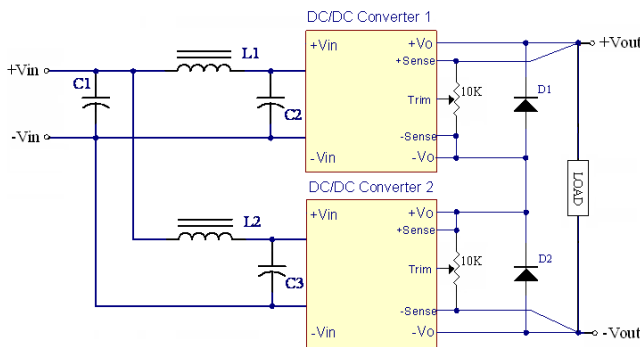 DC/DC Converter 1
+Vin
L1
+Vin
+Vo
+Sense
+Vout
C1
C2
Trim
10K
D1
-Vin
-Sense
-Vin
-Vo
LOAD
DC/DC Converter 2
L2
+Vin
+Vo
+Sense
C3
Trim
10K
D2
-Sense
-Vin
-Vo
-Vout